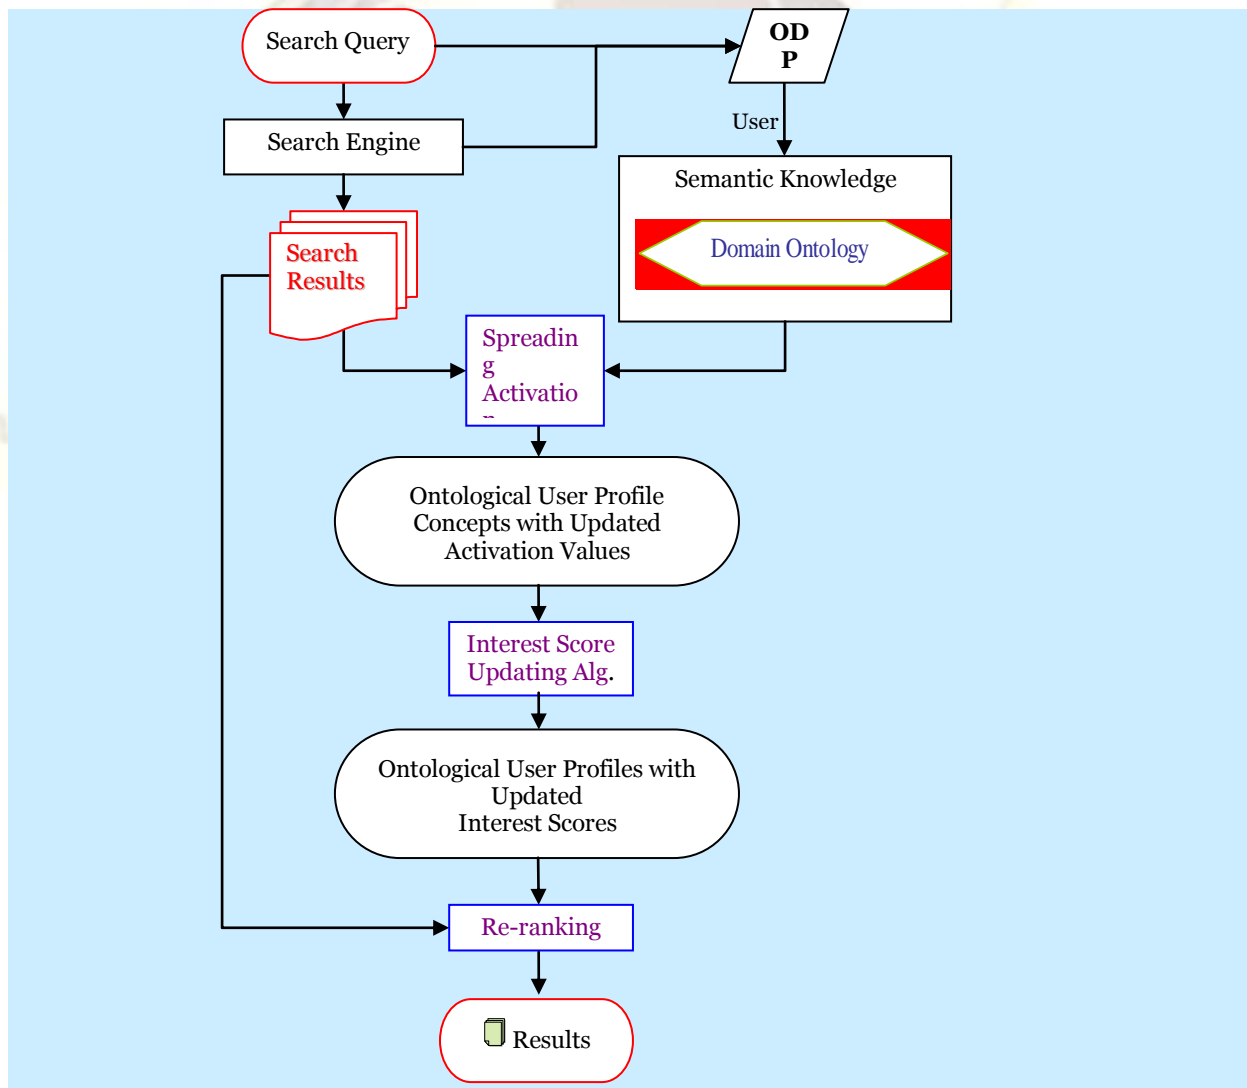 Search Query
OD
P
User
Search Engine
Semantic Knowledge
Domain Ontology
Search
Results
Spreadin
g
Activatio
n
Ontological User Profile
Concepts with Updated
Activation Values
Interest Score
Updating Alg.
Ontological User Profiles with
Updated
Interest Scores
Re-ranking
Results